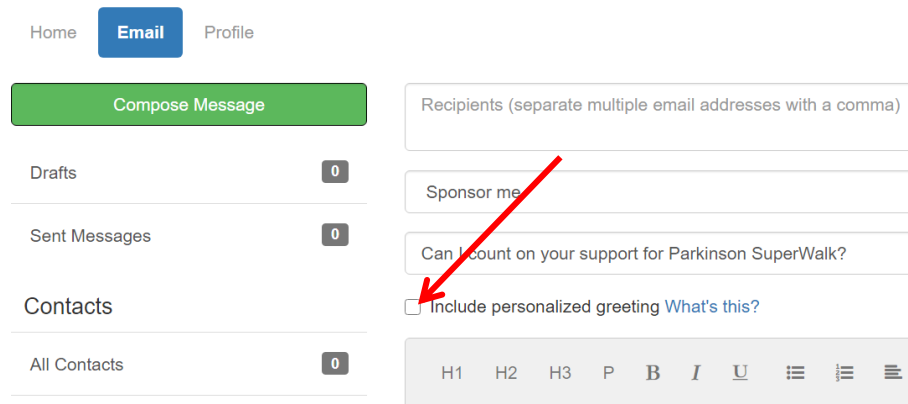 Home Email Profile
Compose Message
Drafts 0
Sent Messages 0
Contacts
All Contacts 0
Recipients (separate multiple email addresses with a comma)
Sponsor me
Can I count on your support for Parkinson SuperWalk?
Include personalized greeting What's this?
H1 H2 H3 P B I U